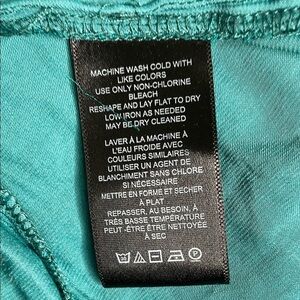 MACHINE WASH COLD WITH
LIKE COLORS
USE ONLY NON-CHLORINE
BLEACH
RESHAPE AND LAY FLAT TO DRY
LOW IRON AS NEEDED
MAY BE DRY CLEANED
LAVER À LA MACHINE À
L'EAU FROIDE AVEC
COULEURS SIMILAIRES
UTILISER UN AGENT DE
BLANCHIMENT SANS CHLORE
SI NÉCESSAIRE
METTRE EN FORME ET SÉCHER
À PLAT
REPASSER, AU BESOIN, À
TRÈS BASSE TEMPÉRATURE
PEUT -ÊTRE ÊTRE NETTOYÉE
À SEC